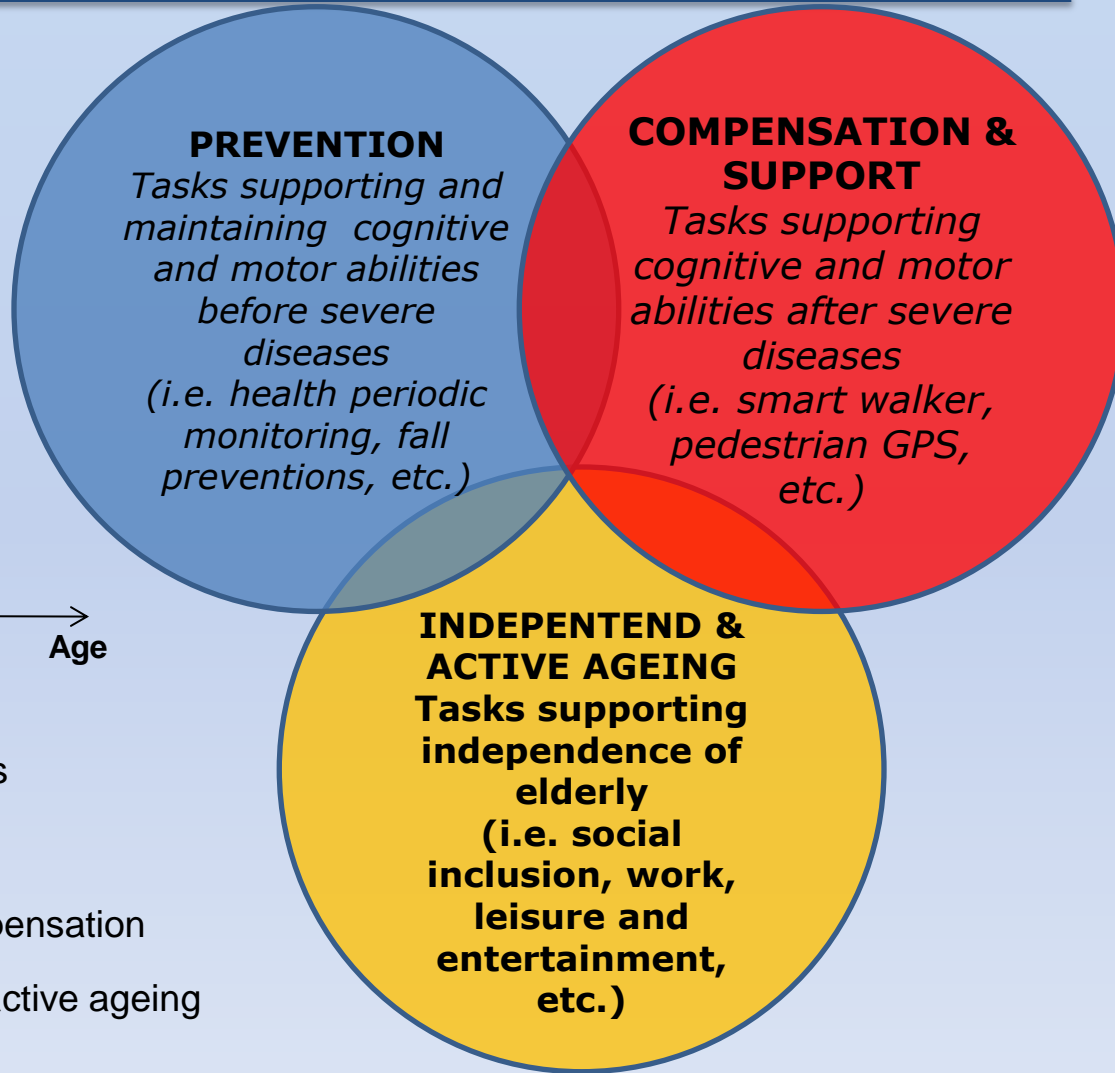 PREVENTION
Tasks supporting and
maintaining cognitive
and motor abilities
before severe
diseases
(i.e. health periodic
monitoring, fall
preventions, etc.)
COMPENSATION &
SUPPORT
Tasks supporting
cognitive and motor
abilities after severe
diseases
(i.e. smart walker,
pedestrian GPS,
etc.)
Age
INDEPENTEND &
ACTIVE AGEING
Tasks supporting
independence of
elderly
(i.e. social
inclusion, work,
leisure and
entertainment,
etc.)
s
pensation
active ageing